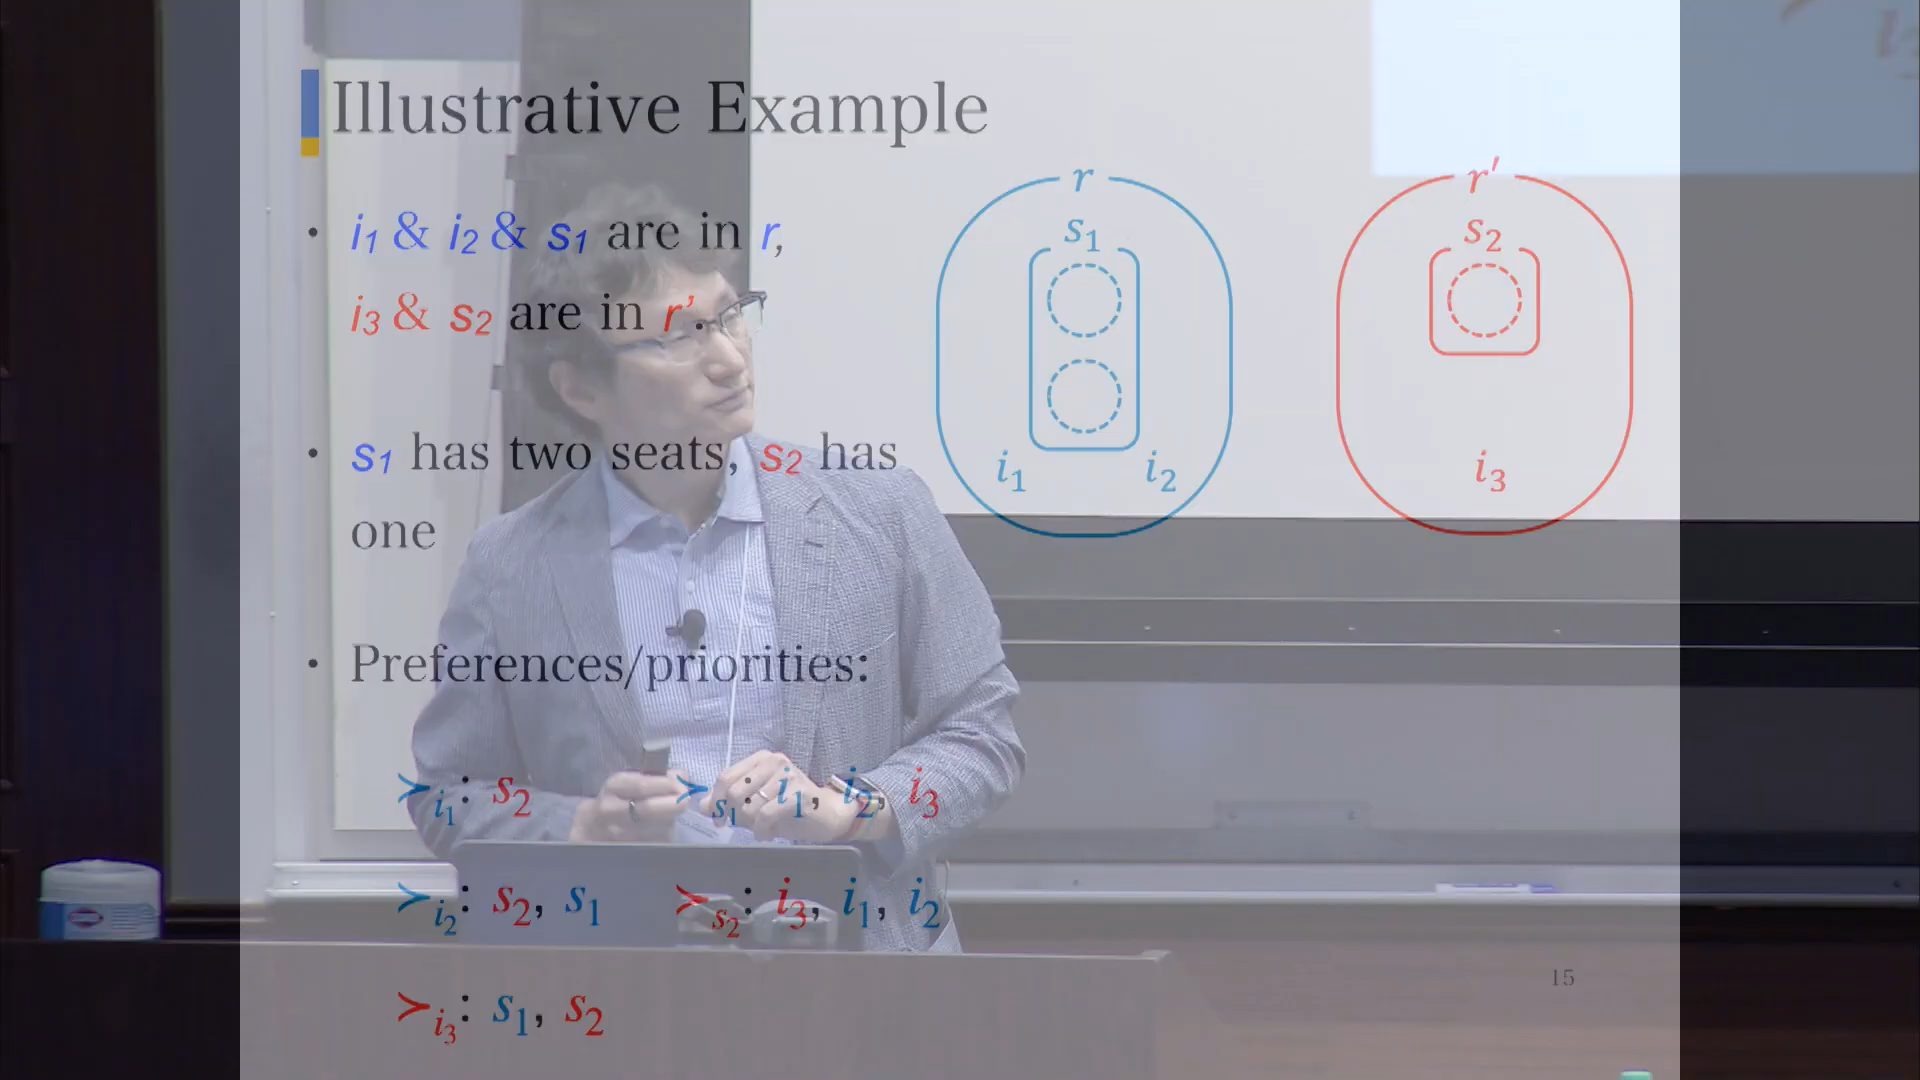 Illustrative Example
• i₁ & i₂ & s₁ are in r,
i₃ & s₂ are in r'.
• s₁ has two seats, s₂ has
one
• Preferences/priorities:
≻i₁: s₂
≻s₁: i₁, i₂, i₃
≻i₂: s₂, s₁
≻s₂: i₃, i₁, i₂
≻i₃: s₁, s₂
r
s₁
i₁
i₂
r'
s₂
i₃
15